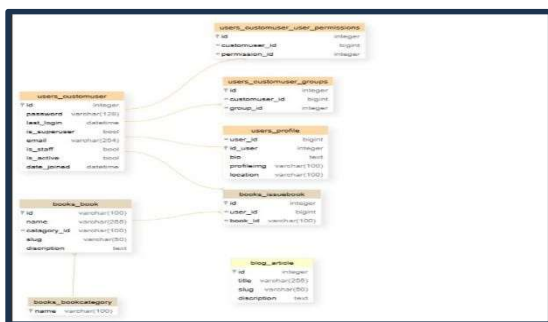 users_customuser_user_permissions
id integer
customuser_id bigint
permission_id integer
users_customuser_groups
id integer
customuser_id bigint
group_id integer
users_customuser
id integer
password varchar(128)
last_login datetime
is_superuser bool
email varchar(254)
is_staff bool
is_active bool
date_joined datetime
users_profile
user_id bigint
id_user integer
bio text
profileimg varchar(100)
location varchar(100)
books_issuebook
id integer
user_id bigint
book_id varchar(100)
books_book
id varchar(100)
name varchar(255)
category_id varchar(100)
slug varchar(50)
discription text
blog_article
id integer
title varchar(255)
slug varchar(50)
discription text
books_bookcategory
name varchar(100)